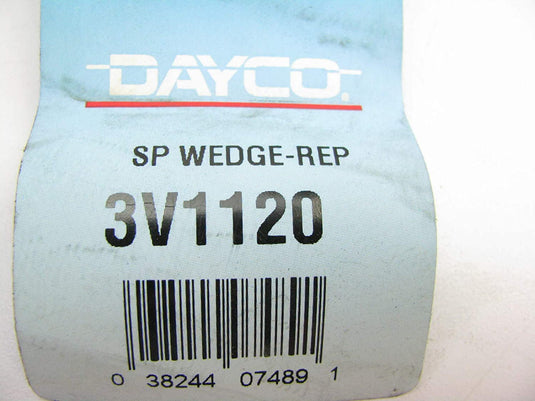 DAYCO.
SP WEDGE-REP
3V1120
0 38244 07489 1